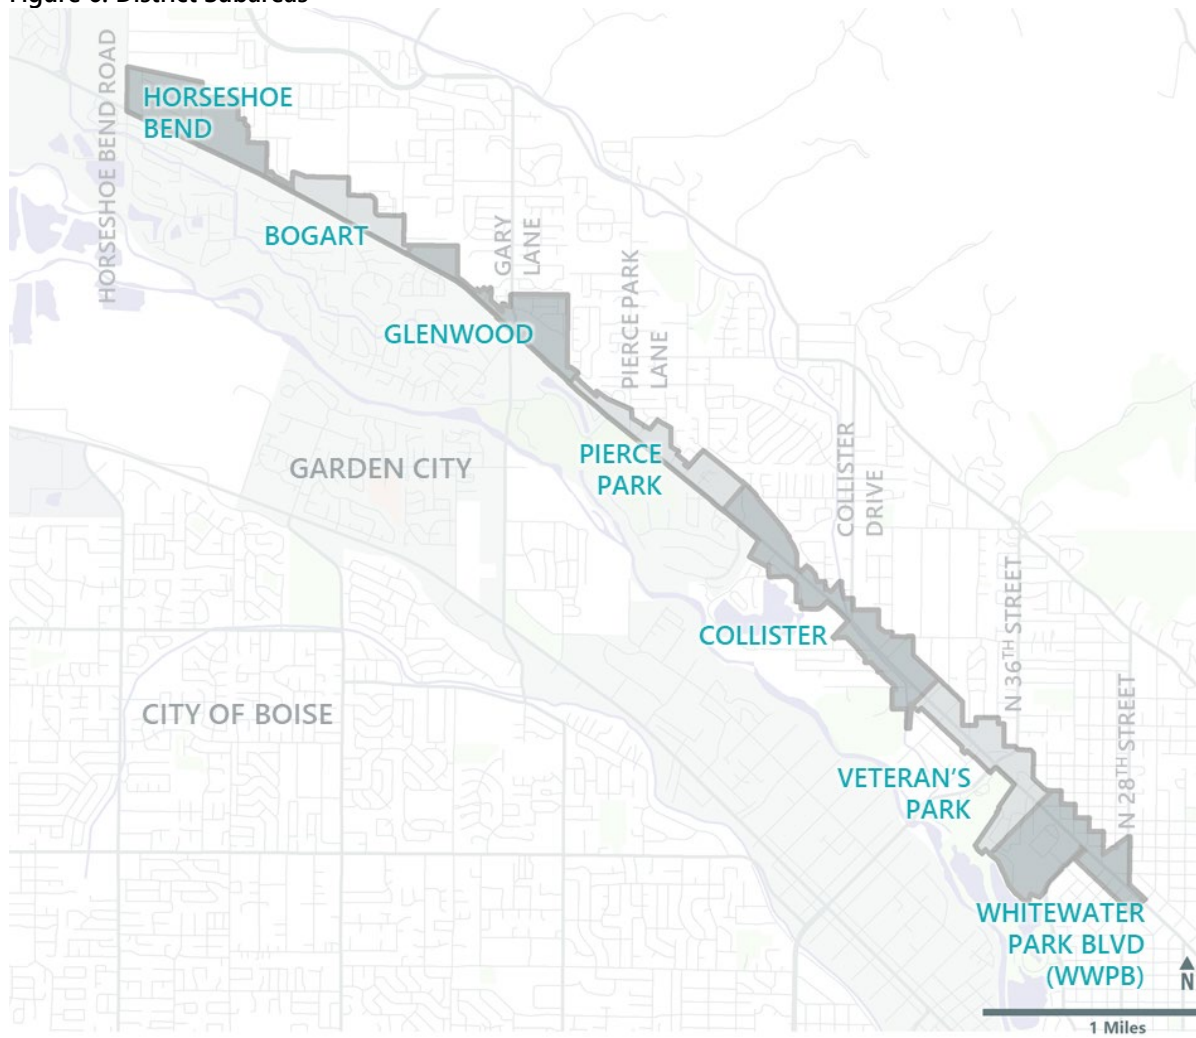 Figure 6: District Subareas
HORSESHOE BEND ROAD
HORSESHOE
BEND
BOGART
GARY
LANE
GLENWOOD
PIERCE PARK
LANE
PIERCE
PARK
GARDEN CITY
COLLISTER
DRIVE
COLLISTER
N 36TH STREET
CITY OF BOISE
N 28TH STREET
VETERAN'S
PARK
WHITEWATER
PARK BLVD
(WWPB)
N
1 Miles